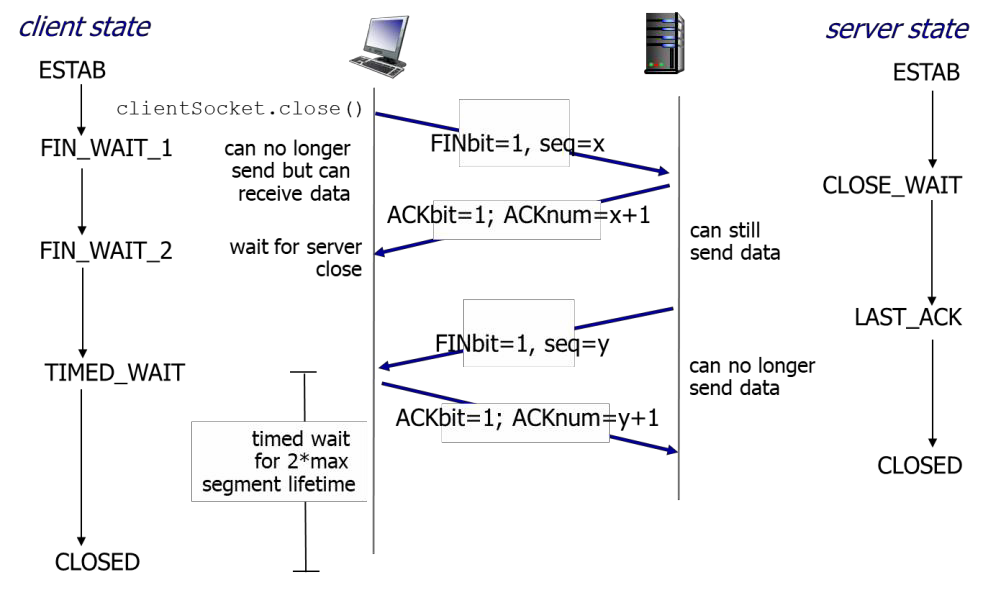 client state
server state
ESTAB
ESTAB
clientSocket.close()
FINbit=1, seq=x
FIN_WAIT_1
can no longer
send but can
receive data
CLOSE_WAIT
ACKbit=1; ACKnum=x+1
can still
send data
FIN_WAIT_2
wait for server
close
LAST_ACK
FINbit=1, seq=y
can no longer
send data
TIMED_WAIT
ACKbit=1; ACKnum=y+1
timed wait
for 2*max
segment lifetime
CLOSED
CLOSED